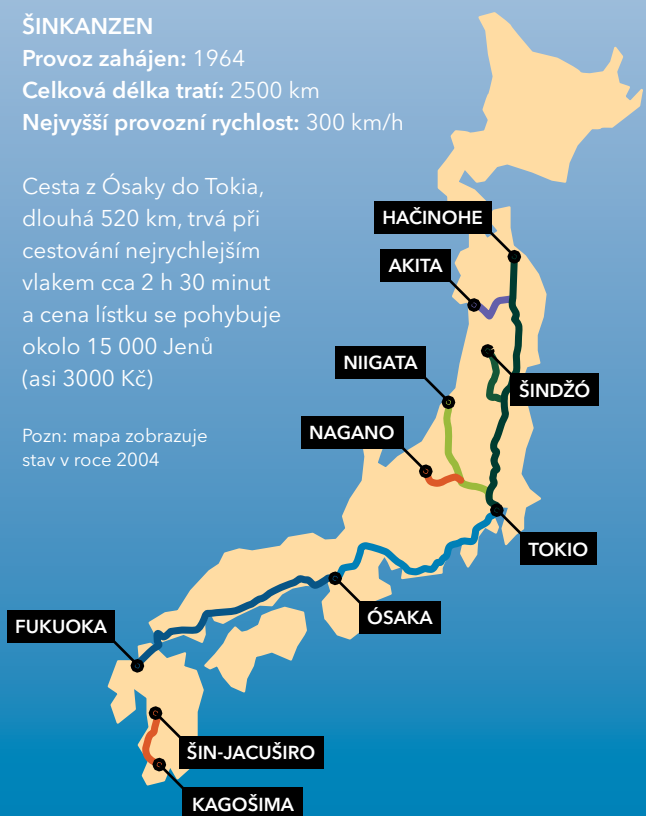 ŠINKANZEN
Provoz zahájen: 1964
Celková délka tratí: 2500 km
Nejvyšší provozní rychlost: 300 km/h
Cesta z Ósaky do Tokia,
dlouhá 520 km, trvá při
cestování nejrychlejším
vlakem cca 2 h 30 minut
a cena lístku se pohybuje
okolo 15 000 Jenů
(asi 3000 Kč)
Pozn: mapa zobrazuje
stav v roce 2004
HAČINOHE
AKITA
NIIGATA
ŠINDŽÓ
NAGANO
TOKIO
ÓSAKA
FUKUOKA
ŠIN-JACUŠIRO
KAGOŠIMA